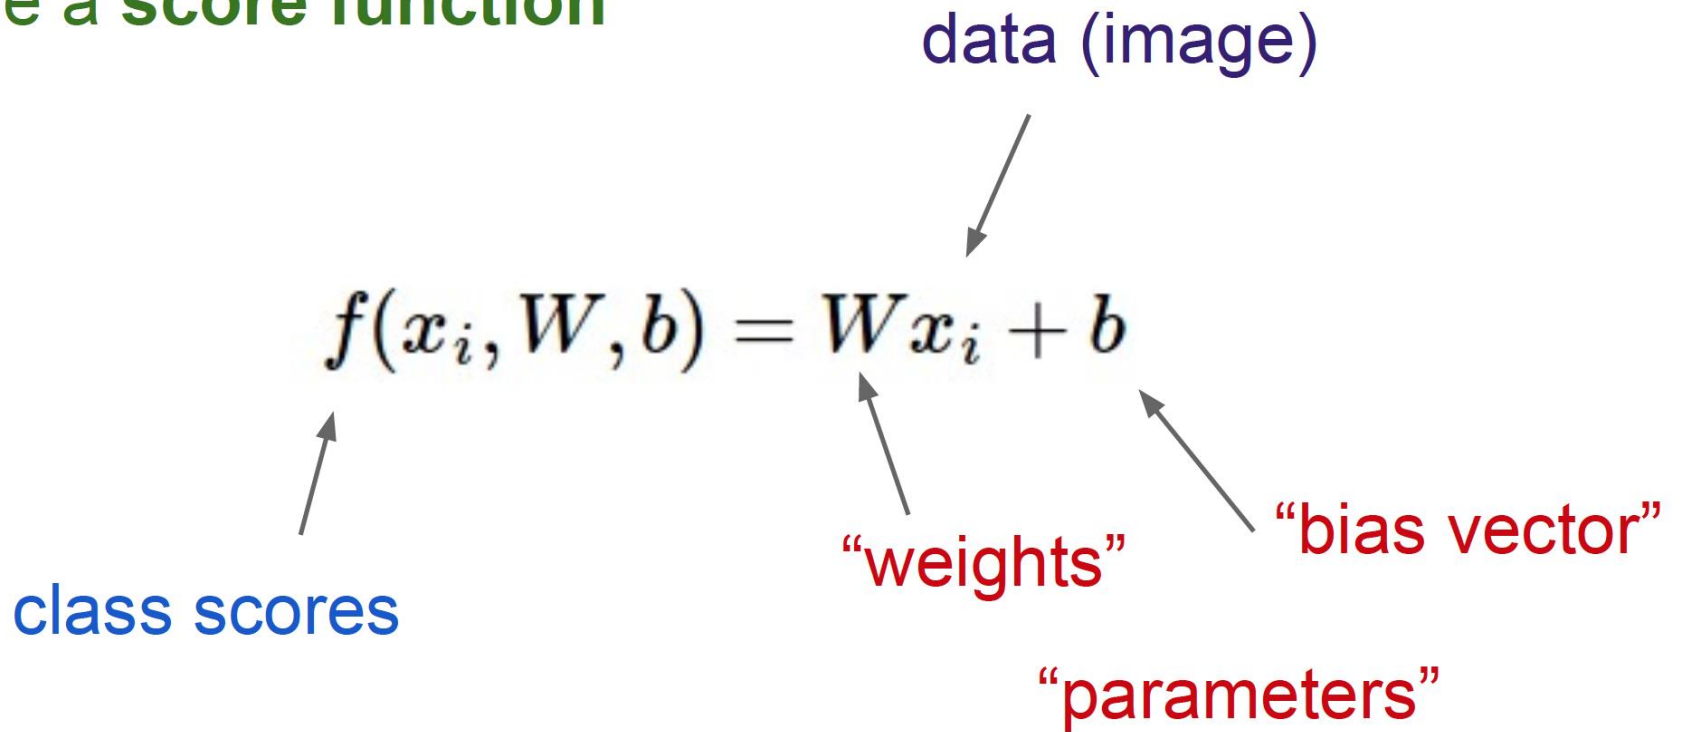 e a score function
data (image)
f(x_i, W, b) = Wx_i + b
“weights”
“bias vector”
class scores
“parameters”